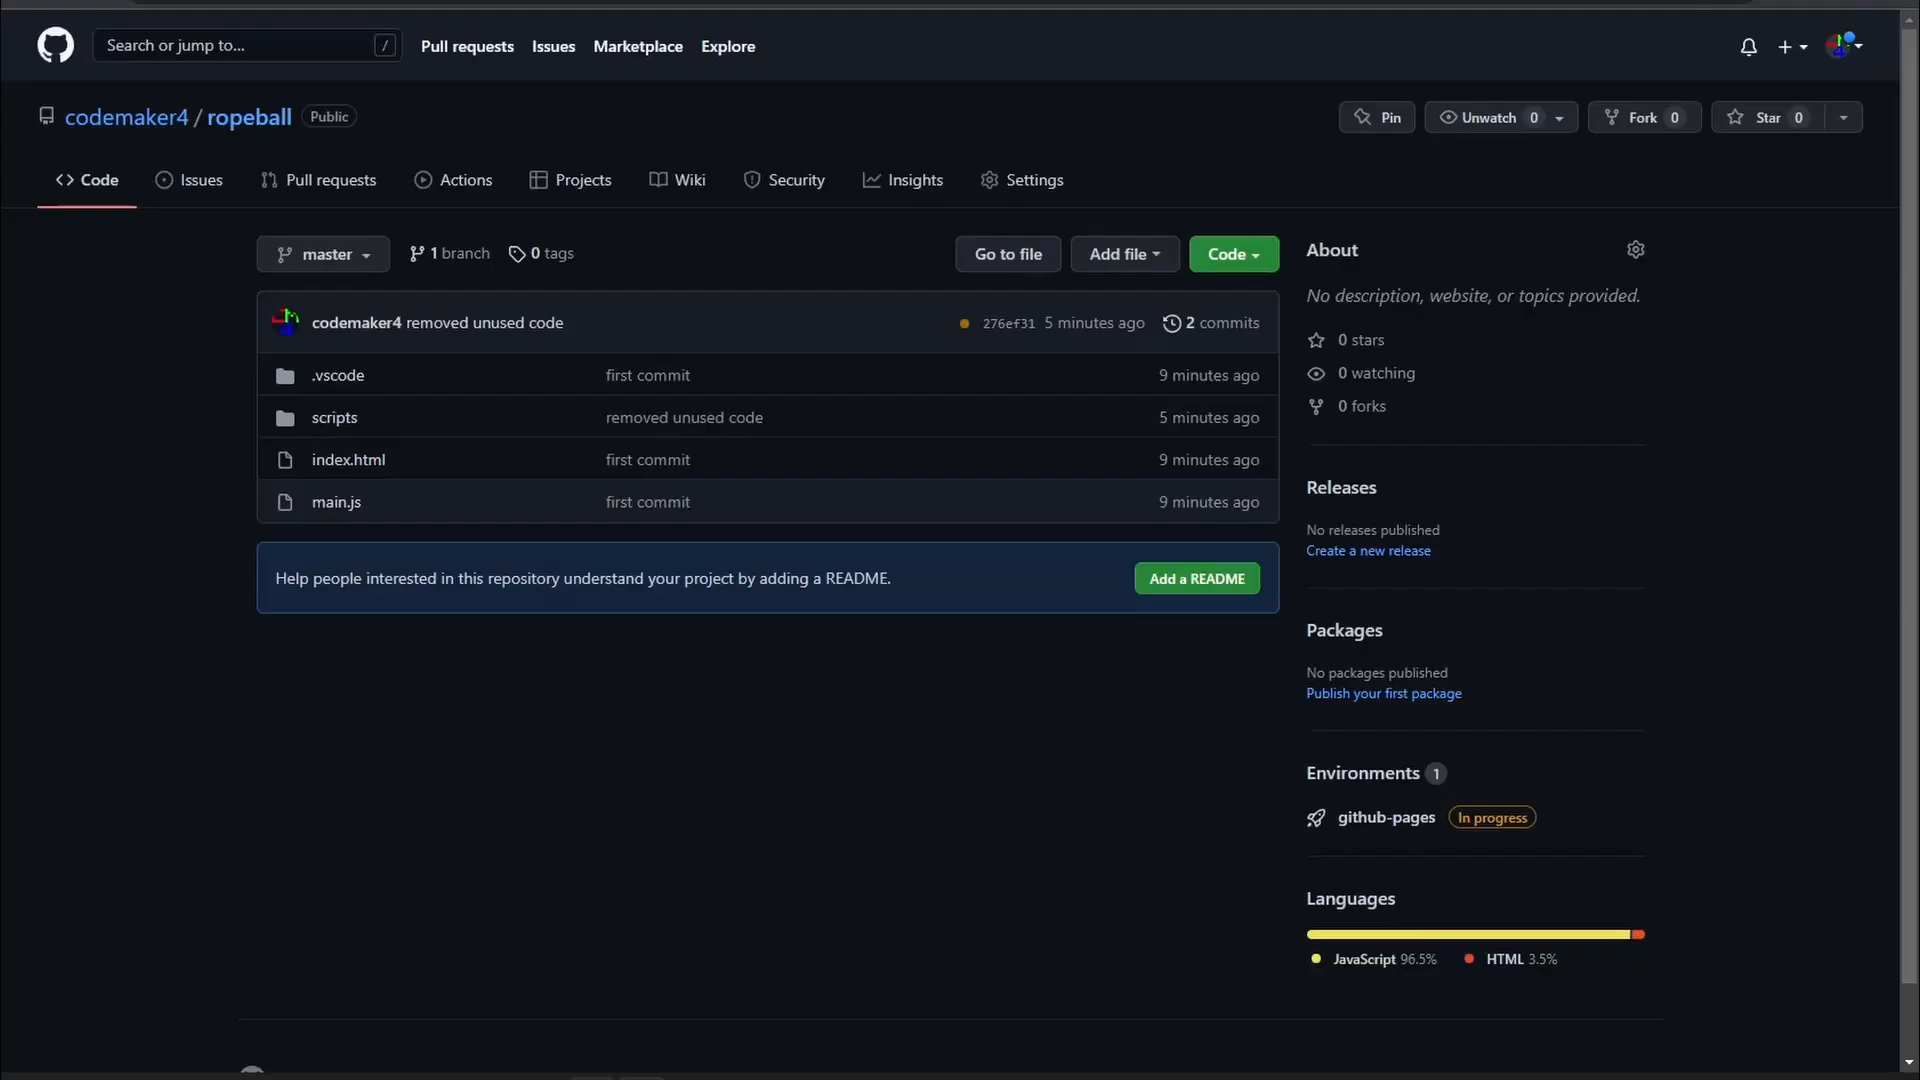 Search or jump to... /
Pull requests Issues Marketplace Explore
codemaker4 / ropeball Public
Pin Unwatch 0 Fork 0 Star 0
Code Issues Pull requests Actions Projects Wiki Security Insights Settings
master 1 branch 0 tags Go to file Add file Code
codemaker4 removed unused code 276ef31 5 minutes ago 2 commits
.vscode first commit 9 minutes ago
scripts removed unused code 5 minutes ago
index.html first commit 9 minutes ago
main.js first commit 9 minutes ago
Help people interested in this repository understand your project by adding a README. Add a README
About
No description, website, or topics provided.
0 stars
0 watching
0 forks
Releases
No releases published
Create a new release
Packages
No packages published
Publish your first package
Environments 1
github-pages In progress
Languages
JavaScript 96.5% HTML 3.5%